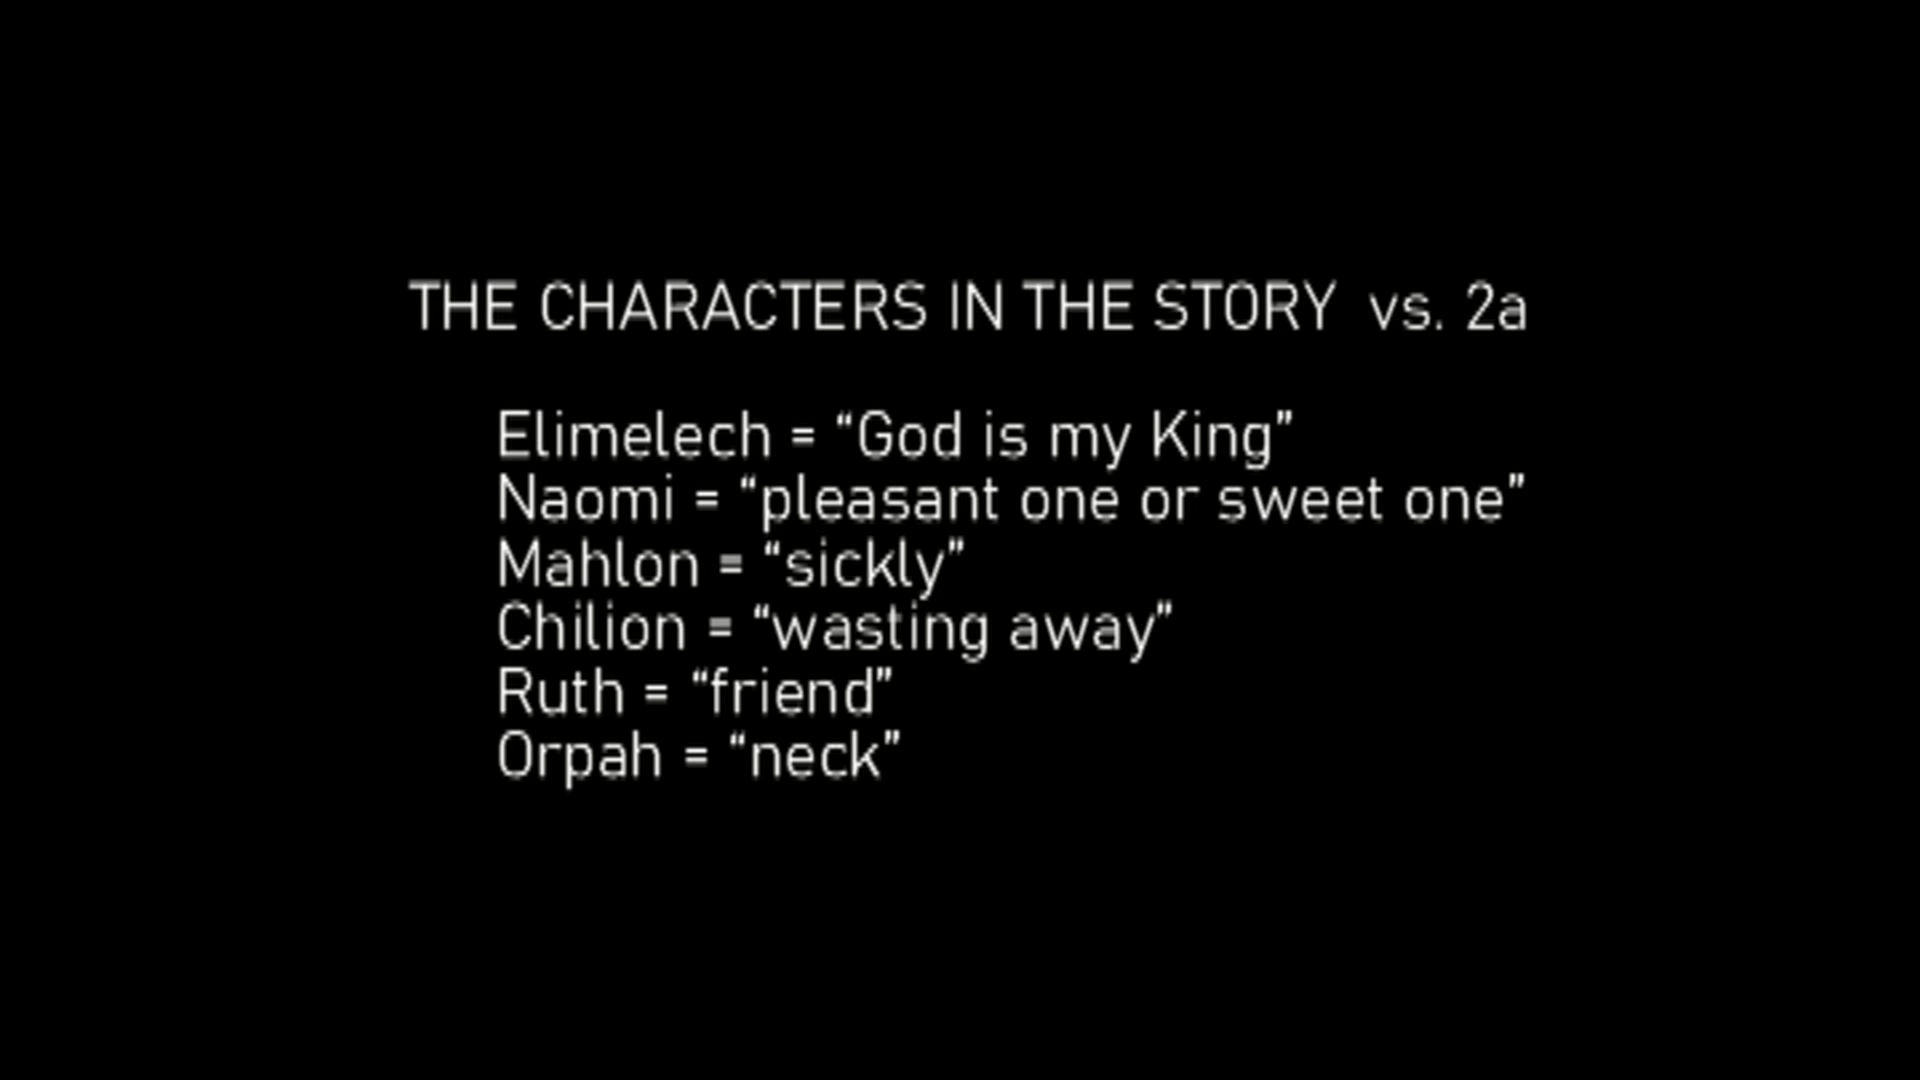 THE CHARACTERS IN THE STORY vs. 2a
Elimelech = “God is my King”
Naomi = “pleasant one or sweet one”
Mahlon = “sickly”
Chilion = “wasting away”
Ruth = “friend”
Orpah = “neck”